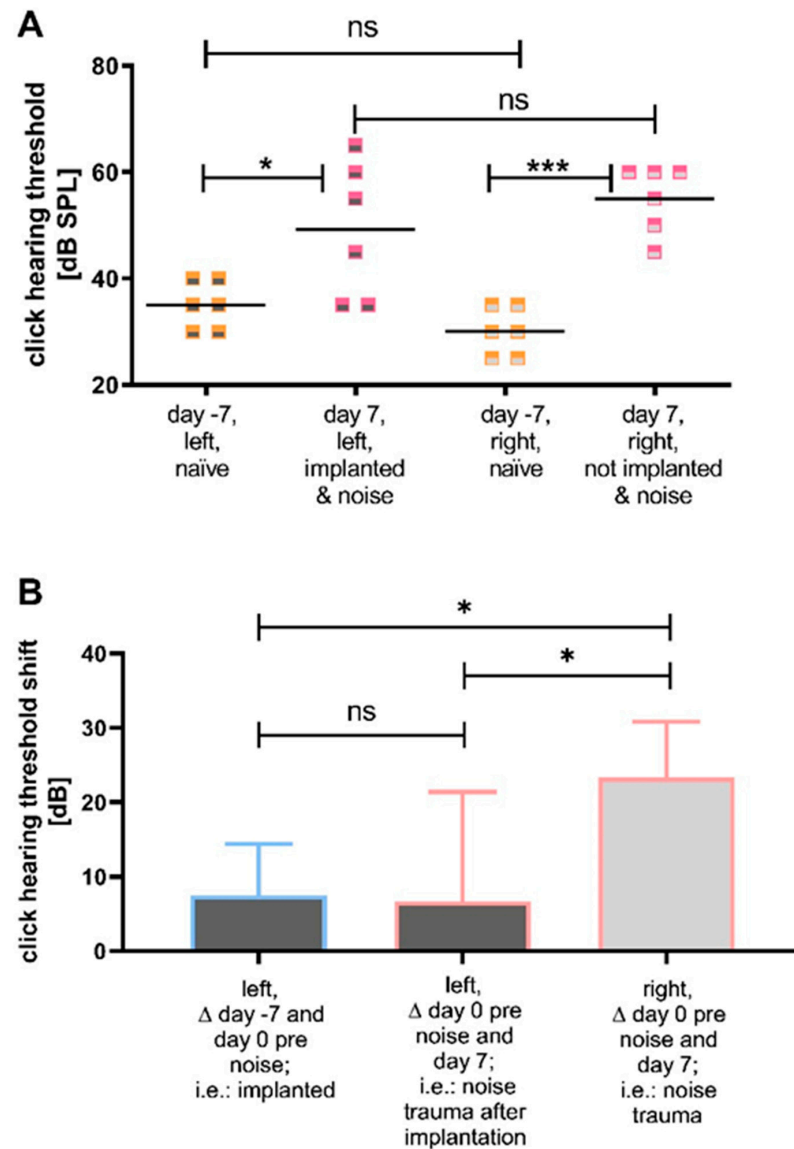 A
ns
80
ns
*
***
60
40
20
click hearing threshold
[dB SPL]
day -7,
left,
naïve
day 7,
left,
implanted
& noise
day -7,
right,
naïve
day 7,
right,
not implanted
& noise
B
*
*
ns
40
30
20
10
0
click hearing threshold shift
[dB]
left,
Δ day -7 and
day 0 pre
noise;
i.e.: implanted
left,
Δ day 0 pre
noise and
day 7;
i.e.: noise
trauma after
implantation
right,
Δ day 0 pre
noise and
day 7;
i.e.: noise
trauma